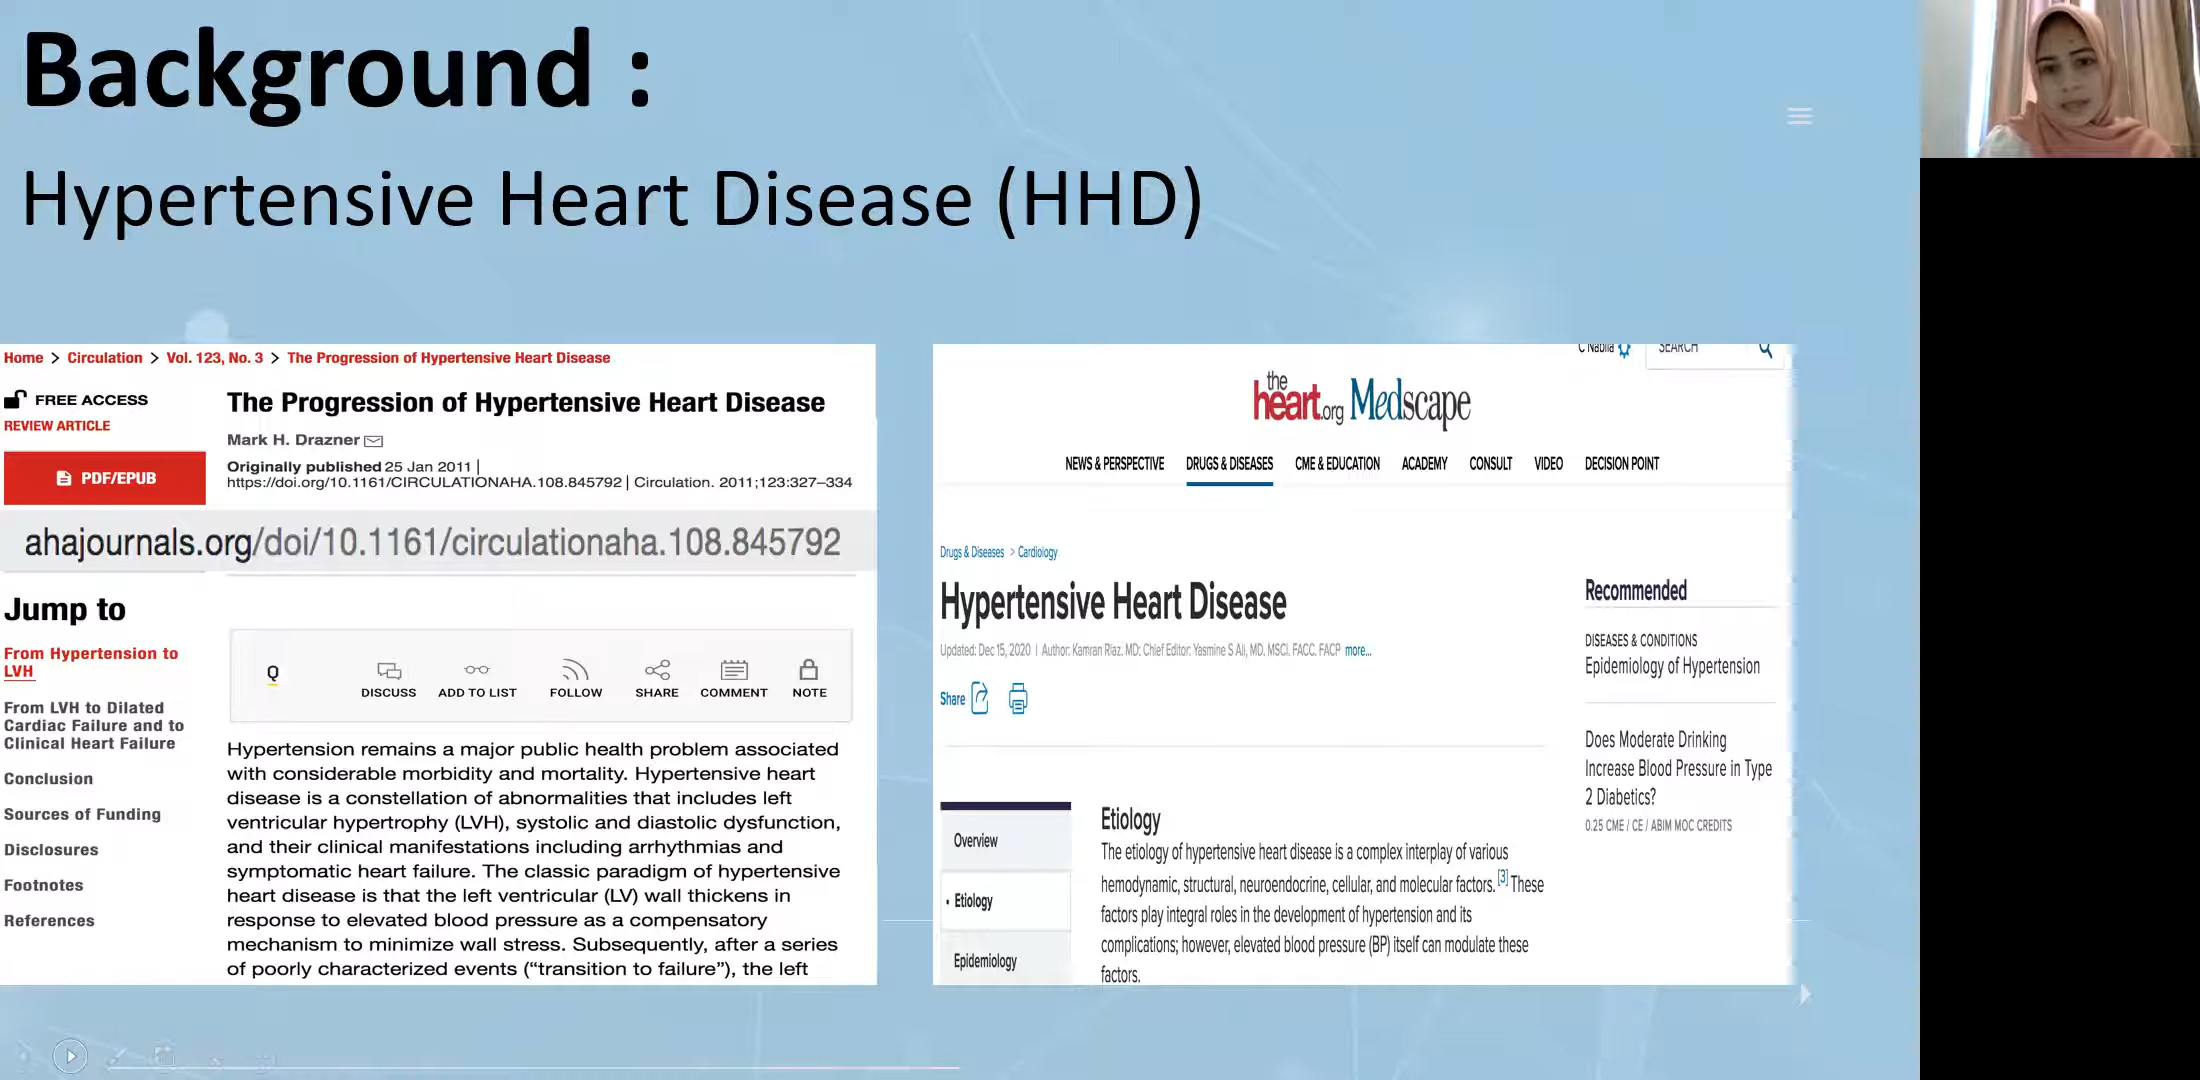 Background :
Hypertensive Heart Disease (HHD)
Home > Circulation > Vol. 123, No. 3 > The Progression of Hypertensive Heart Disease
FREE ACCESS
REVIEW ARTICLE
PDF/EPUB
The Progression of Hypertensive Heart Disease
Mark H. Drazner
Originally published 25 Jan 2011 |
https://doi.org/10.1161/CIRCULATIONAHA.108.845792 | Circulation. 2011;123:327–334
ahajournals.org/doi/10.1161/circulationaha.108.845792
Jump to
From Hypertension to
LVH
From LVH to Dilated
Cardiac Failure and to
Clinical Heart Failure
Conclusion
Sources of Funding
Disclosures
Footnotes
References
DISCUSS ADD TO LIST FOLLOW SHARE COMMENT NOTE
Hypertension remains a major public health problem associated
with considerable morbidity and mortality. Hypertensive heart
disease is a constellation of abnormalities that includes left
ventricular hypertrophy (LVH), systolic and diastolic dysfunction,
and their clinical manifestations including arrhythmias and
symptomatic heart failure. The classic paradigm of hypertensive
heart disease is that the left ventricular (LV) wall thickens in
response to elevated blood pressure as a compensatory
mechanism to minimize wall stress. Subsequently, after a series
of poorly characterized events (“transition to failure”), the left
C Nabila
SEARCH
the
heart.org Medscape
NEWS & PERSPECTIVE DRUGS & DISEASES CME & EDUCATION ACADEMY CONSULT VIDEO DECISION POINT
Drugs & Diseases > Cardiology
Hypertensive Heart Disease
Updated: Dec 15, 2020 | Author: Kamran Riaz, MD; Chief Editor: Yasmine S Ali, MD, MSCI, FACC, FACP more...
Share
Overview
• Etiology
Epidemiology
Etiology
The etiology of hypertensive heart disease is a complex interplay of various
hemodynamic, structural, neuroendocrine, cellular, and molecular factors. [3] These
factors play integral roles in the development of hypertension and its
complications; however, elevated blood pressure (BP) itself can modulate these
factors.
Recommended
DISEASES & CONDITIONS
Epidemiology of Hypertension
Does Moderate Drinking
Increase Blood Pressure in Type
2 Diabetes?
0.25 CME / CE / ABIM MOC CREDITS